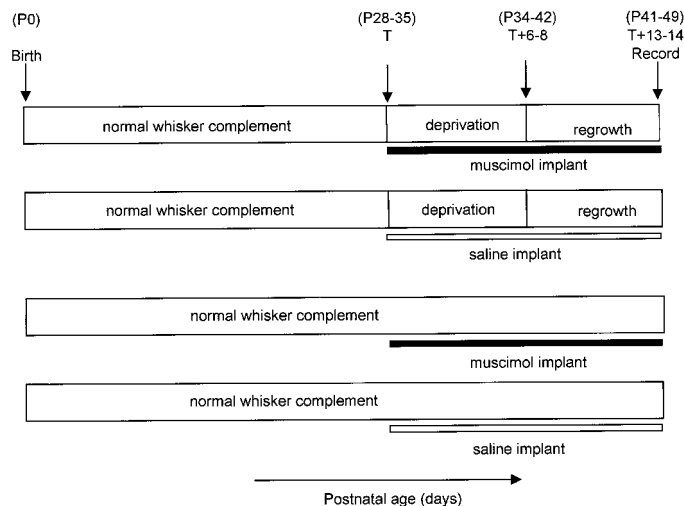 (P0)
Birth
(P28-35)
T
(P34-42)
T+6-8
(P41-49)
T+13-14
Record
normal whisker complement
deprivation
regrowth
muscimol implant
normal whisker complement
deprivation
regrowth
saline implant
normal whisker complement
muscimol implant
normal whisker complement
saline implant
Postnatal age (days)